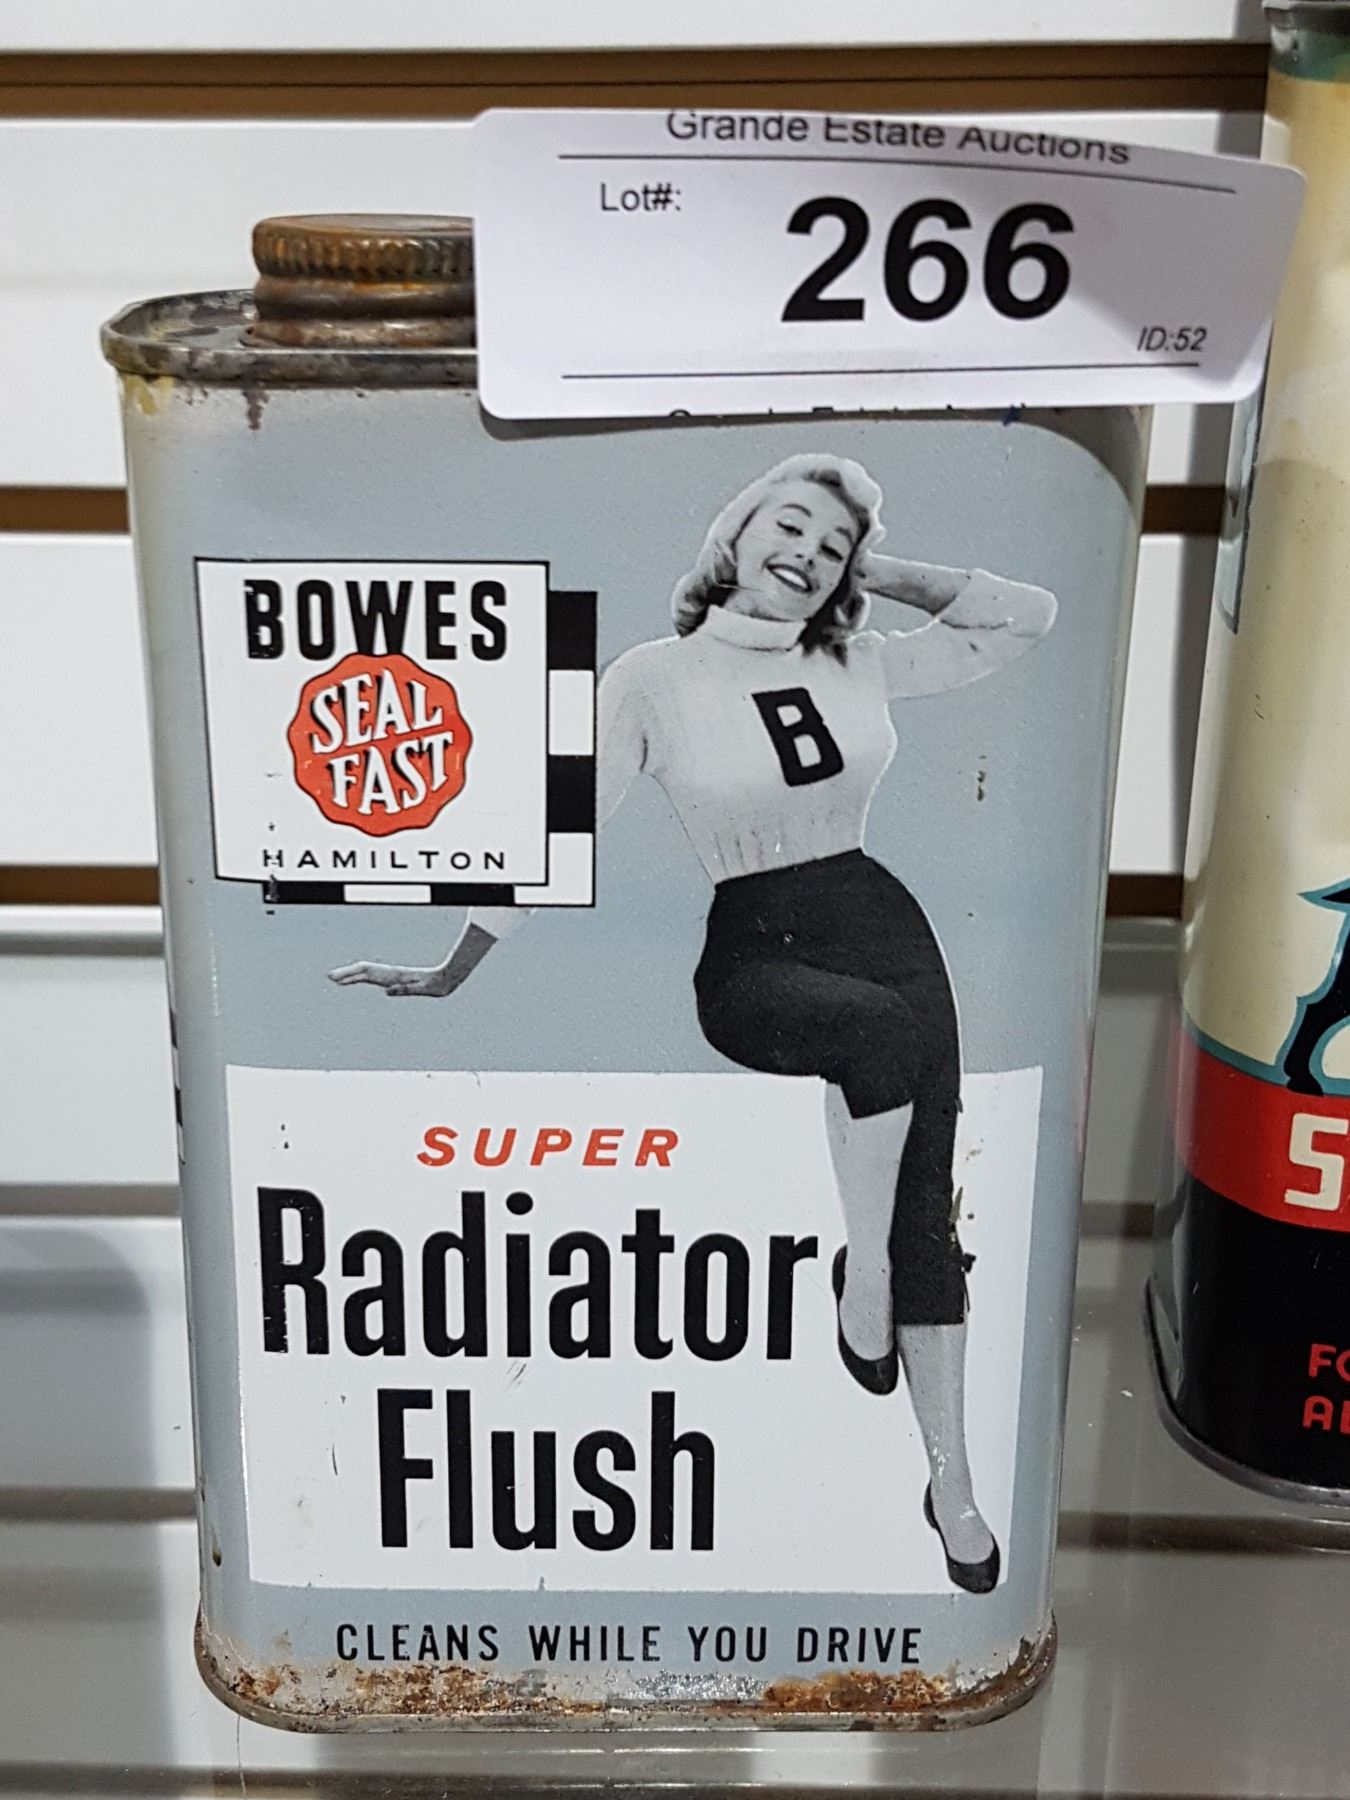 Grande Estate Auctions
Lot#:
266
ID:52
BOWES
SEAL
FAST
HAMILTON
B
SUPER
Radiator
Flush
CLEANS WHILE YOU DRIVE